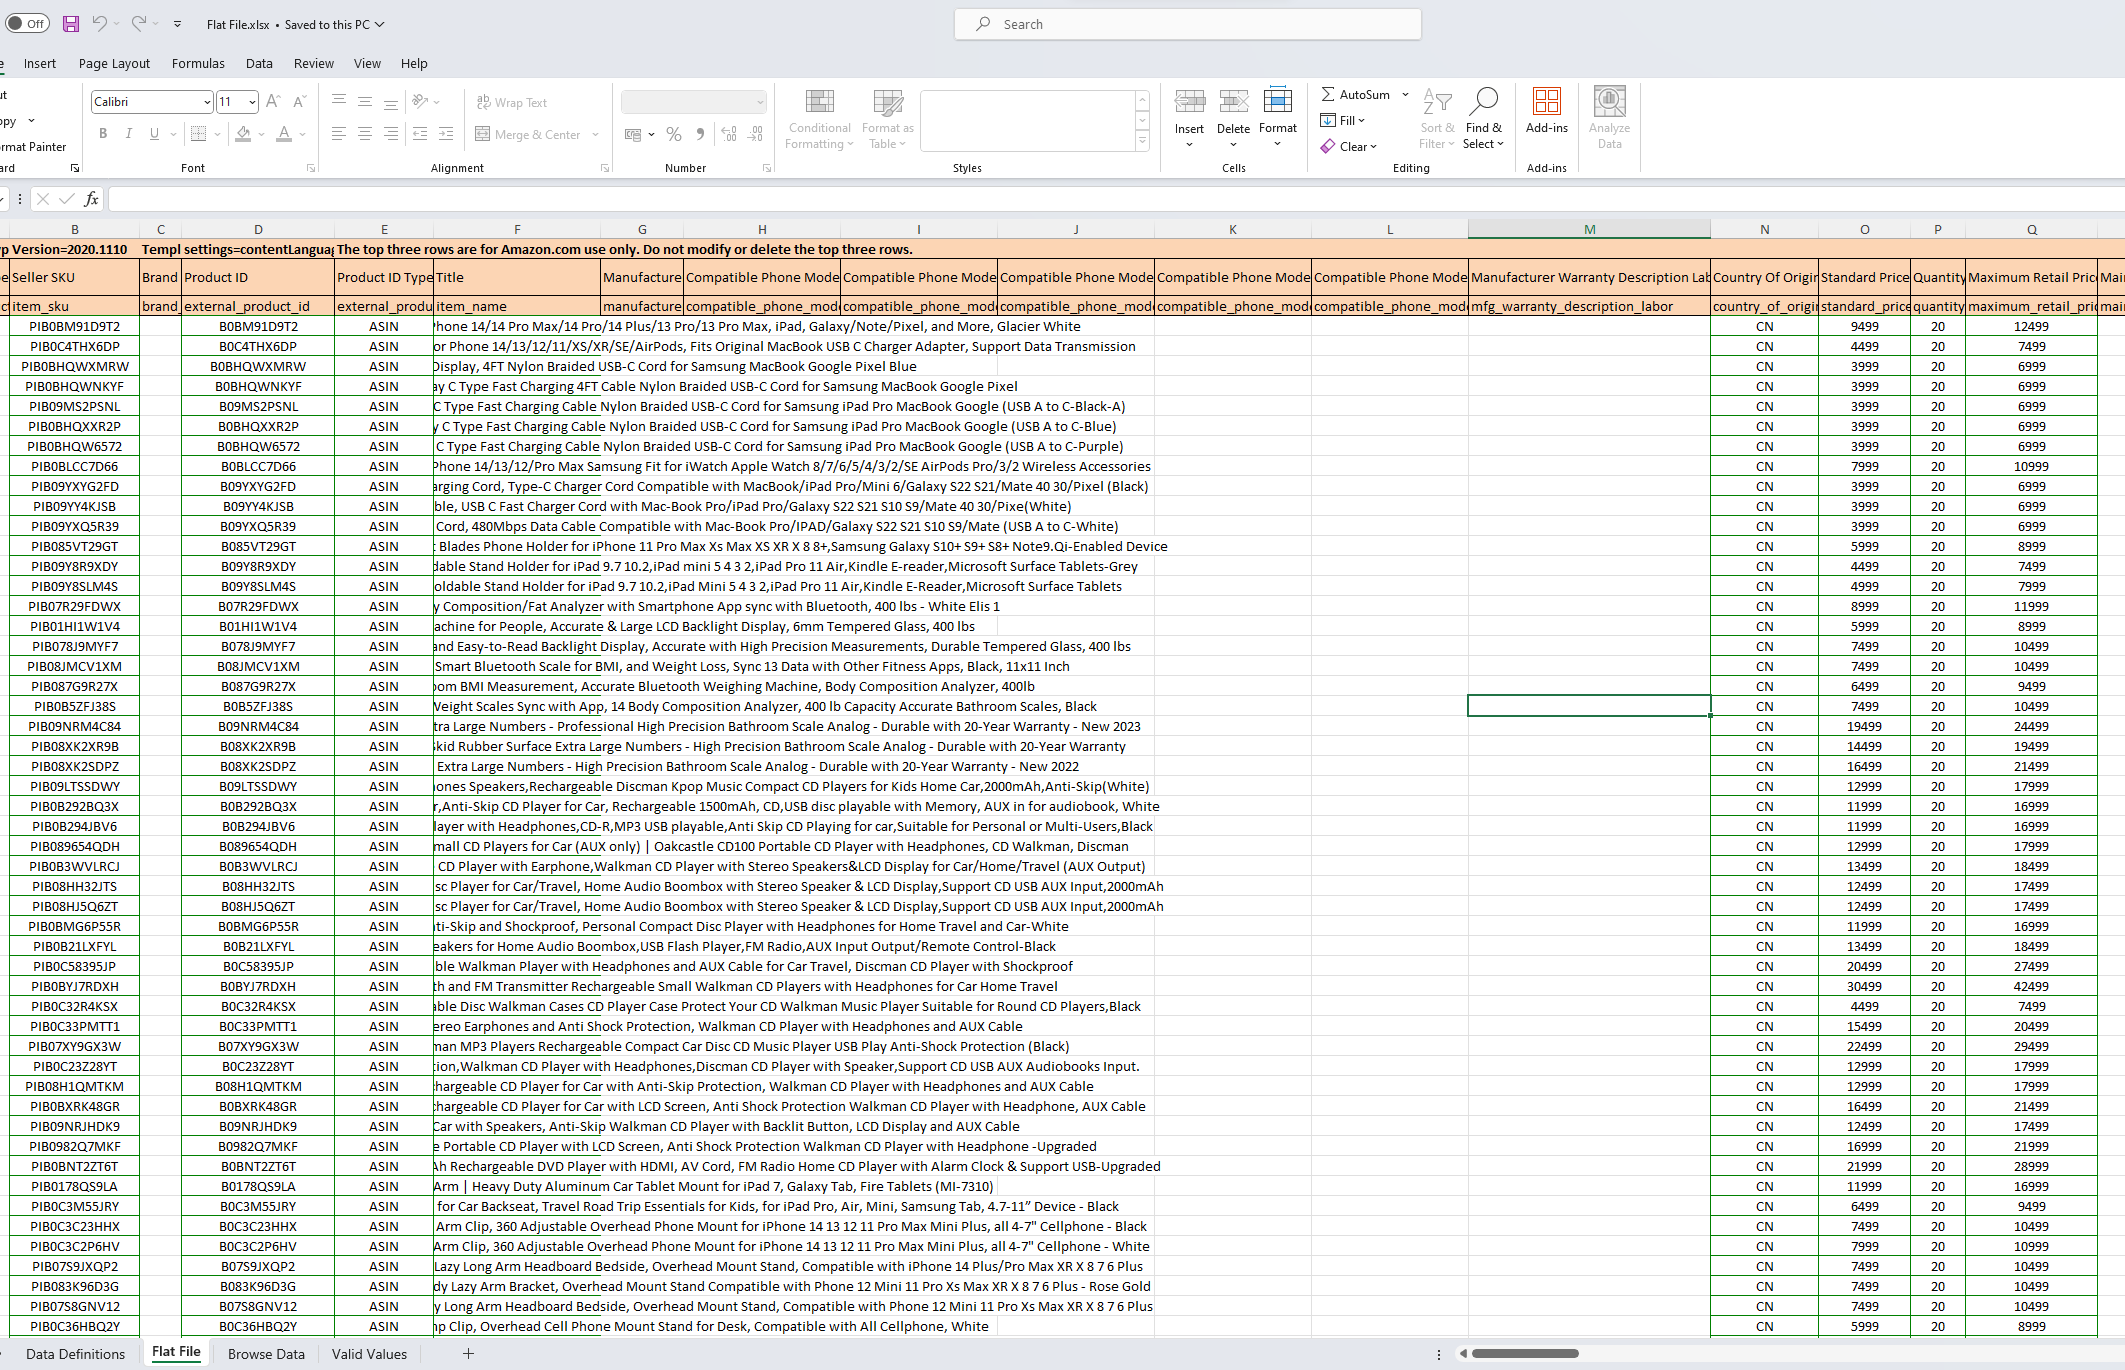 Off Flat File.xlsx • Saved to this PC Search
Insert Page Layout Formulas Data Review View Help
Calibri 11 Wrap Text Merge & Center
Format Painter
Conditional Formatting Format as Table
Insert Delete Format
AutoSum Fill Clear Sort & Filter Find & Select Add-ins Analyze Data
Font Alignment Number Styles Cells Editing Add-ins
fx
B C D E F G H I J K L M N O P Q
Version=2020.1110 Templ settings=contentLangua The top three rows are for Amazon.com use only. Do not modify or delete the top three rows.
Seller SKU Brand Product ID Product ID Type Title Manufacture Compatible Phone Mode Compatible Phone Mode Compatible Phone Mode Compatible Phone Mode Compatible Phone Mode Manufacturer Warranty Description Lab Country Of Origin Standard Price Quantity Maximum Retail Pric Mai
item_sku brand_ external_product_id external_produ item_name manufacture compatible_phone_mod compatible_phone_mod compatible_phone_mod compatible_phone_mod compatible_phone_mod mfg_warranty_description_labor country_of_origi standard_price quantity maximum_retail_pri mai
PIB0BM91D9T2 B0BM91D9T2 ASIN Phone 14/14 Pro Max/14 Pro/14 Plus/13 Pro/13 Pro Max, iPad, Galaxy/Note/Pixel, and More, Glacier White CN 9499 20 12499
PIB0C4THX6DP B0C4THX6DP ASIN or Phone 14/13/12/11/XS/XR/SE/AirPods, Fits Original MacBook USB C Charger Adapter, Support Data Transmission CN 4499 20 7499
PIB0BHQWXMRW B0BHQWXMRW ASIN Display, 4FT Nylon Braided USB-C Cord for Samsung MacBook Google Pixel Blue CN 3999 20 6999
PIB0BHQWNKYF B0BHQWNKYF ASIN ay C Type Fast Charging 4FT Cable Nylon Braided USB-C Cord for Samsung MacBook Google Pixel CN 3999 20 6999
PIB09MS2PSNL B09MS2PSNL ASIN C Type Fast Charging Cable Nylon Braided USB-C Cord for Samsung iPad Pro MacBook Google (USB A to C-Black-A) CN 3999 20 6999
PIB0BHQXXR2P B0BHQXXR2P ASIN y C Type Fast Charging Cable Nylon Braided USB-C Cord for Samsung iPad Pro MacBook Google (USB A to C-Blue) CN 3999 20 6999
PIB0BHQW6572 B0BHQW6572 ASIN C Type Fast Charging Cable Nylon Braided USB-C Cord for Samsung iPad Pro MacBook Google (USB A to C-Purple) CN 3999 20 6999
PIB0BLCC7D66 B0BLCC7D66 ASIN Phone 14/13/12/Pro Max Samsung Fit for iWatch Apple Watch 8/7/6/5/4/3/2/SE AirPods Pro/3/2 Wireless Accessories CN 7999 20 10999
PIB09YXYG2FD B09YXYG2FD ASIN arging Cord, Type-C Charger Cord Compatible with MacBook/iPad Pro/Mini 6/Galaxy S22 S21/Mate 40 30/Pixel (Black) CN 3999 20 6999
PIB09YY4KJSB B09YY4KJSB ASIN ble, USB C Fast Charger Cord with Mac-Book Pro/iPad Pro/Galaxy S22 S21 S10 S9/Mate 40 30/Pixe(White) CN 3999 20 6999
PIB09YXQ5R39 B09YXQ5R39 ASIN Cord, 480Mbps Data Cable Compatible with Mac-Book Pro/IPAD/Galaxy S22 S21 S10 S9/Mate (USB A to C-White) CN 3999 20 6999
PIB085VT29GT B085VT29GT ASIN t Blades Phone Holder for iPhone 11 Pro Max Xs Max XS XR X 8 8+,Samsung Galaxy S10+ S9+ S8+ Note9.Qi-Enabled Device CN 5999 20 8999
PIB09Y8R9XDY B09Y8R9XDY ASIN dable Stand Holder for iPad 9.7 10.2,iPad mini 5 4 3 2,iPad Pro 11 Air,Kindle E-reader,Microsoft Surface Tablets-Grey CN 4499 20 7499
PIB09Y8SLM4S B09Y8SLM4S ASIN oldable Stand Holder for iPad 9.7 10.2,iPad Mini 5 4 3 2,iPad Pro 11 Air,Kindle E-Reader,Microsoft Surface Tablets CN 4999 20 7999
PIB07R29FDWX B07R29FDWX ASIN y Composition/Fat Analyzer with Smartphone App sync with Bluetooth, 400 lbs - White Elis 1 CN 8999 20 11999
PIB01HI1W1V4 B01HI1W1V4 ASIN achine for People, Accurate & Large LCD Backlight Display, 6mm Tempered Glass, 400 lbs CN 5999 20 8999
PIB078J9MYF7 B078J9MYF7 ASIN and Easy-to-Read Backlight Display, Accurate with High Precision Measurements, Durable Tempered Glass, 400 lbs CN 7499 20 10499
PIB08JMCV1XM B08JMCV1XM ASIN Smart Bluetooth Scale for BMI, and Weight Loss, Sync 13 Data with Other Fitness Apps, Black, 11x11 Inch CN 7499 20 10499
PIB087G9R27X B087G9R27X ASIN oom BMI Measurement, Accurate Bluetooth Weighing Machine, Body Composition Analyzer, 400lb CN 6499 20 9499
PIB0B5ZFJ38S B0B5ZFJ38S ASIN Weight Scales Sync with App, 14 Body Composition Analyzer, 400 lb Capacity Accurate Bathroom Scales, Black CN 7499 20 10499
PIB09NRM4C84 B09NRM4C84 ASIN tra Large Numbers - Professional High Precision Bathroom Scale Analog - Durable with 20-Year Warranty - New 2023 CN 19499 20 24499
PIB08XK2XR9B B08XK2XR9B ASIN kid Rubber Surface Extra Large Numbers - High Precision Bathroom Scale Analog - Durable with 20-Year Warranty CN 14499 20 19499
PIB08XK2SDPZ B08XK2SDPZ ASIN Extra Large Numbers - High Precision Bathroom Scale Analog - Durable with 20-Year Warranty - New 2022 CN 16499 20 21499
PIB09LTSSDWY B09LTSSDWY ASIN ones Speakers,Rechargeable Discman Kpop Music Compact CD Players for Kids Home Car,2000mAh,Anti-Skip(White) CN 12999 20 17999
PIB0B292BQ3X B0B292BQ3X ASIN r,Anti-Skip CD Player for Car, Rechargeable 1500mAh, CD,USB disc playable with Memory, AUX in for audiobook, White CN 11999 20 16999
PIB0B294JBV6 B0B294JBV6 ASIN layer with Headphones,CD-R,MP3 USB playable,Anti Skip CD Playing for car,Suitable for Personal or Multi-Users,Black CN 11999 20 16999
PIB089654QDH B089654QDH ASIN mall CD Players for Car (AUX only) | Oakcastle CD100 Portable CD Player with Headphones, CD Walkman, Discman CN 12999 20 17999
PIB0B3WVLRCJ B0B3WVLRCJ ASIN CD Player with Earphone,Walkman CD Player with Stereo Speakers&LCD Display for Car/Home/Travel (AUX Output) CN 13499 20 18499
PIB08HH32JTS B08HH32JTS ASIN sc Player for Car/Travel, Home Audio Boombox with Stereo Speaker & LCD Display,Support CD USB AUX Input,2000mAh CN 12499 20 17499
PIB08HJ5Q6ZT B08HJ5Q6ZT ASIN sc Player for Car/Travel, Home Audio Boombox with Stereo Speaker & LCD Display,Support CD USB AUX Input,2000mAh CN 12499 20 17499
PIB0BMG6P55R B0BMG6P55R ASIN ti-Skip and Shockproof, Personal Compact Disc Player with Headphones for Home Travel and Car-White CN 11999 20 16999
PIB0B21LXFYL B0B21LXFYL ASIN eakers for Home Audio Boombox,USB Flash Player,FM Radio,AUX Input Output/Remote Control-Black CN 13499 20 18499
PIB0C58395JP B0C58395JP ASIN ble Walkman Player with Headphones and AUX Cable for Car Travel, Discman CD Player with Shockproof CN 20499 20 27499
PIB0BYJ7RDXH B0BYJ7RDXH ASIN th and FM Transmitter Rechargeable Small Walkman CD Players with Headphones for Car Home Travel CN 30499 20 42499
PIB0C32R4KSX B0C32R4KSX ASIN able Disc Walkman Cases CD Player Case Protect Your CD Walkman Music Player Suitable for Round CD Players,Black CN 4499 20 7499
PIB0C33PMTT1 B0C33PMTT1 ASIN ereo Earphones and Anti Shock Protection, Walkman CD Player with Headphones and AUX Cable CN 15499 20 20499
PIB07XY9GX3W B07XY9GX3W ASIN man MP3 Players Rechargeable Compact Car Disc CD Music Player USB Play Anti-Shock Protection (Black) CN 22499 20 29499
PIB0C23Z28YT B0C23Z28YT ASIN tion,Walkman CD Player with Headphones,Discman CD Player with Speaker,Support CD USB AUX Audiobooks Input. CN 12999 20 17999
PIB08H1QMTKM B08H1QMTKM ASIN chargeable CD Player for Car with Anti-Skip Protection, Walkman CD Player with Headphones and AUX Cable CN 12999 20 17999
PIB0BXRK48GR B0BXRK48GR ASIN chargeable CD Player for Car with LCD Screen, Anti Shock Protection Walkman CD Player with Headphone, AUX Cable CN 16499 20 21499
PIB09NRJHDK9 B09NRJHDK9 ASIN Car with Speakers, Anti-Skip Walkman CD Player with Backlit Button, LCD Display and AUX Cable CN 12499 20 17499
PIB0982Q7MKF B0982Q7MKF ASIN e Portable CD Player with LCD Screen, Anti Shock Protection Walkman CD Player with Headphone -Upgraded CN 16999 20 21999
PIB0BNT2ZT6T B0BNT2ZT6T ASIN Ah Rechargeable DVD Player with HDMI, AV Cord, FM Radio Home CD Player with Alarm Clock & Support USB-Upgraded CN 21999 20 28999
PIB0178QS9LA B0178QS9LA ASIN Arm | Heavy Duty Aluminum Car Tablet Mount for iPad 7, Galaxy Tab, Fire Tablets (MI-7310) CN 11999 20 16999
PIB0C3M55JRY B0C3M55JRY ASIN for Car Backseat, Travel Road Trip Essentials for Kids, for iPad Pro, Air, Mini, Samsung Tab, 4.7-11” Device - Black CN 6499 20 9499
PIB0C3C23HHX B0C3C23HHX ASIN Arm Clip, 360 Adjustable Overhead Phone Mount for iPhone 14 13 12 11 Pro Max Mini Plus, all 4-7" Cellphone - Black CN 7499 20 10499
PIB0C3C2P6HV B0C3C2P6HV ASIN Arm Clip, 360 Adjustable Overhead Phone Mount for iPhone 14 13 12 11 Pro Max Mini Plus, all 4-7" Cellphone - White CN 7999 20 10999
PIB07S9JXQP2 B07S9JXQP2 ASIN Lazy Long Arm Headboard Bedside, Overhead Mount Stand, Compatible with iPhone 14 Plus/Pro Max XR X 8 7 6 Plus CN 7499 20 10499
PIB083K96D3G B083K96D3G ASIN dy Lazy Arm Bracket, Overhead Mount Stand Compatible with Phone 12 Mini 11 Pro Xs Max XR X 8 7 6 Plus - Rose Gold CN 7499 20 10499
PIB07S8GNV12 B07S8GNV12 ASIN y Long Arm Headboard Bedside, Overhead Mount Stand, Compatible with Phone 12 Mini 11 Pro Xs Max XR X 8 7 6 Plus CN 7499 20 10499
PIB0C36HBQ2Y B0C36HBQ2Y ASIN np Clip, Overhead Cell Phone Mount Stand for Desk, Compatible with All Cellphone, White CN 5999 20 8999
Data Definitions Flat File Browse Data Valid Values